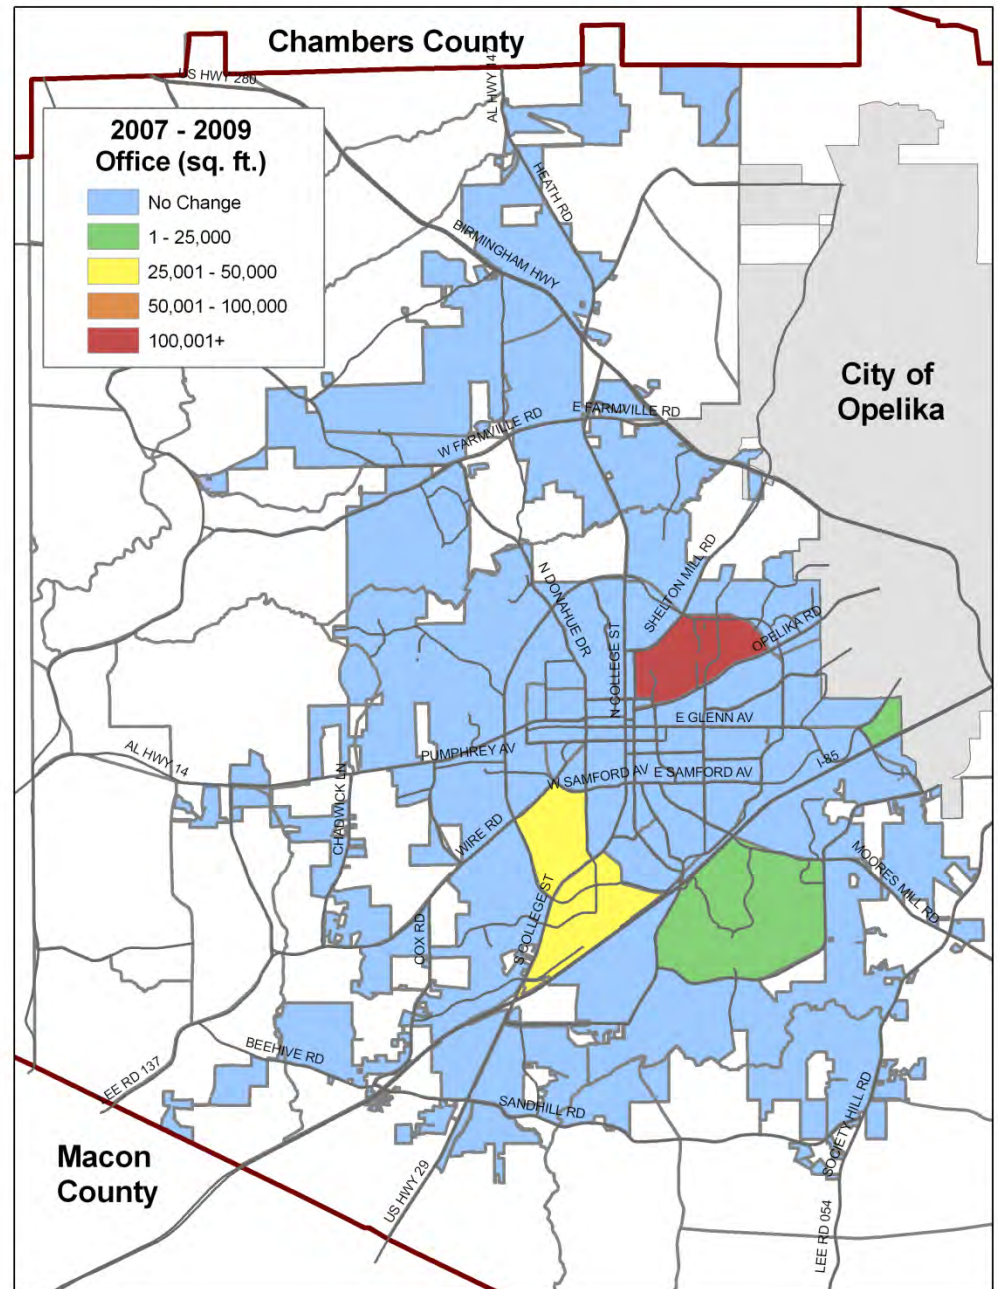 Chambers County
US HWY 280
AL HWY 147
2007 - 2009
Office (sq. ft.)
No Change
1 - 25,000
25,001 - 50,000
50,001 - 100,000
100,001+
HEATH RD
BIRMINGHAM HWY
City of
Opelika
E FARMVILLE RD
W FARMVILLE RD
N DONAHUE DR
SHELTON MILL RD
N COLLEGE ST
OPELIKA RD
E GLENN AV
AL HWY 14
PUMPHREY AV
I-85
W SAMFORD AV
E SAMFORD AV
CHADWICK LN
WIRE RD
MOORES MILL RD
S COLLEGE ST
COX RD
BEEHIVE RD
EE RD 137
SANDHILL RD
SOCIETY HILL RD
Macon
County
US HWY 29
LEE RD 054